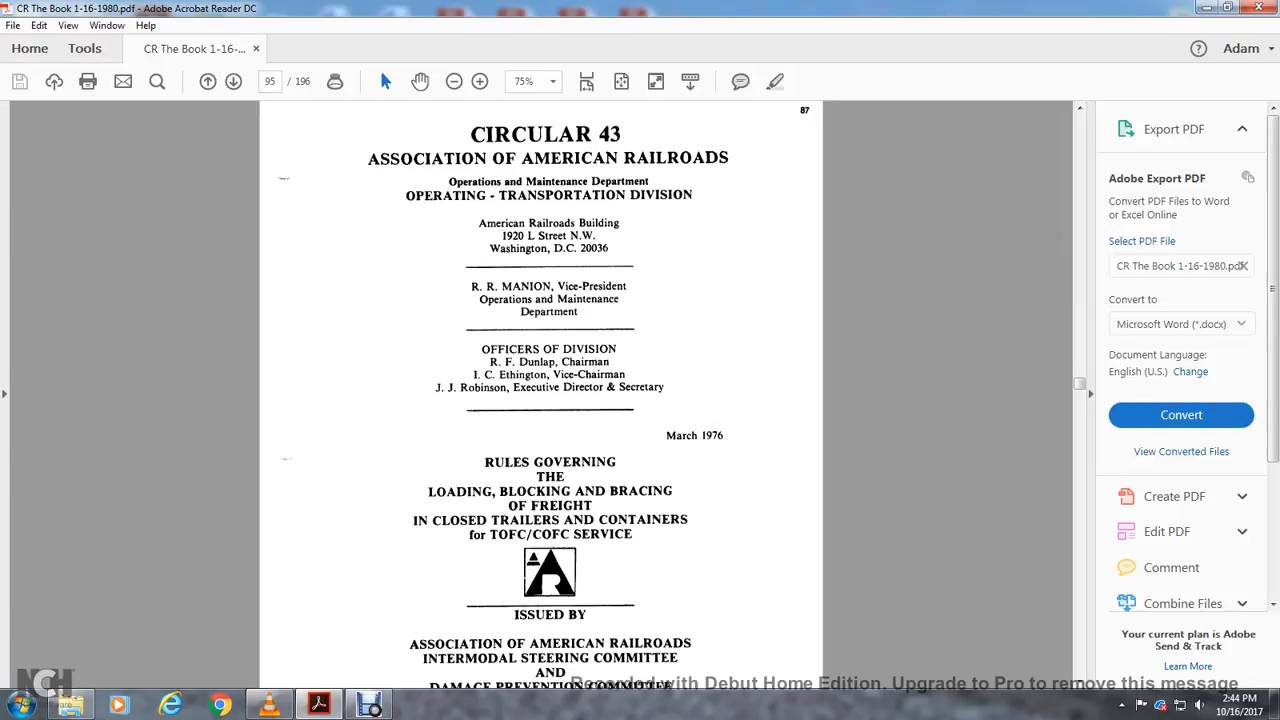 CR The Book 1-16-1980.pdf - Adobe Acrobat Reader DC
File Edit View Window Help
Home Tools CR The Book 1-16-... × Adam
95 / 196 75%
87
CIRCULAR 43
ASSOCIATION OF AMERICAN RAILROADS
Operations and Maintenance Department
OPERATING - TRANSPORTATION DIVISION
American Railroads Building
1920 L Street N.W.
Washington, D.C. 20036
R. R. MANION, Vice-President
Operations and Maintenance
Department
OFFICERS OF DIVISION
R. F. Dunlap, Chairman
I. C. Ethington, Vice-Chairman
J. J. Robinson, Executive Director & Secretary
March 1976
RULES GOVERNING
THE
LOADING, BLOCKING AND BRACING
OF FREIGHT
IN CLOSED TRAILERS AND CONTAINERS
for TOFC/COFC SERVICE
ISSUED BY
ASSOCIATION OF AMERICAN RAILROADS
INTERMODAL STEERING COMMITTEE
AND
DAMAGE PREVENTION COMMITTEE
Export PDF
Adobe Export PDF
Convert PDF Files to Word
or Excel Online
Select PDF File
CR The Book 1-16-1980.pdf
Convert to
Microsoft Word (*.docx)
Document Language:
English (U.S.) Change
Convert
View Converted Files
Create PDF
Edit PDF
Comment
Combine Files
Your current plan is Adobe
Send & Track
Learn More
NCH
Recorded with Debut Home Edition. Upgrade to Pro to remove this message
2:44 PM
10/16/2017